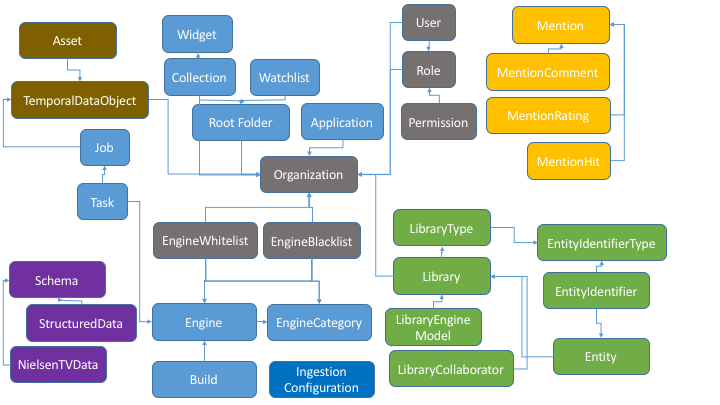 Asset
Widget
User
Mention
Collection
Watchlist
Role
MentionComment
TemporalDataObject
Root Folder
Application
Permission
MentionRating
Job
Organization
MentionHit
Task
EngineWhitelist
EngineBlacklist
LibraryType
EntityIdentifierType
Schema
Library
EntityIdentifier
StructuredData
Engine
EngineCategory
LibraryEngine
Model
NielsenTVData
Entity
Build
Ingestion
Configuration
LibraryCollaborator